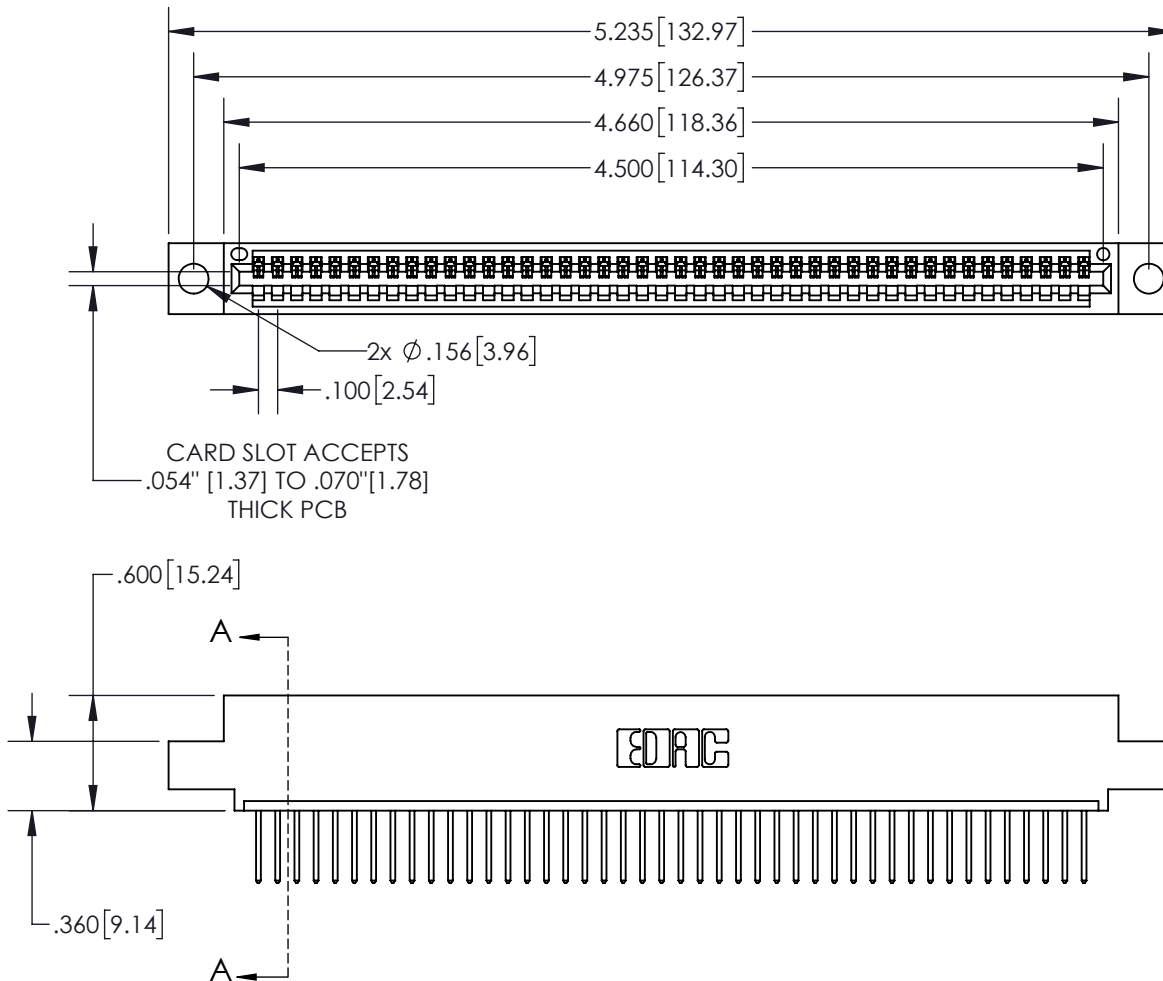 5.235[132.97]
4.975[126.37]
4.660[118.36]
4.500[114.30]
2x Ø.156[3.96]
.100[2.54]
CARD SLOT ACCEPTS
.054" [1.37] TO .070"[1.78]
THICK PCB
.600[15.24]
A
EDAC
.360[9.14]
A